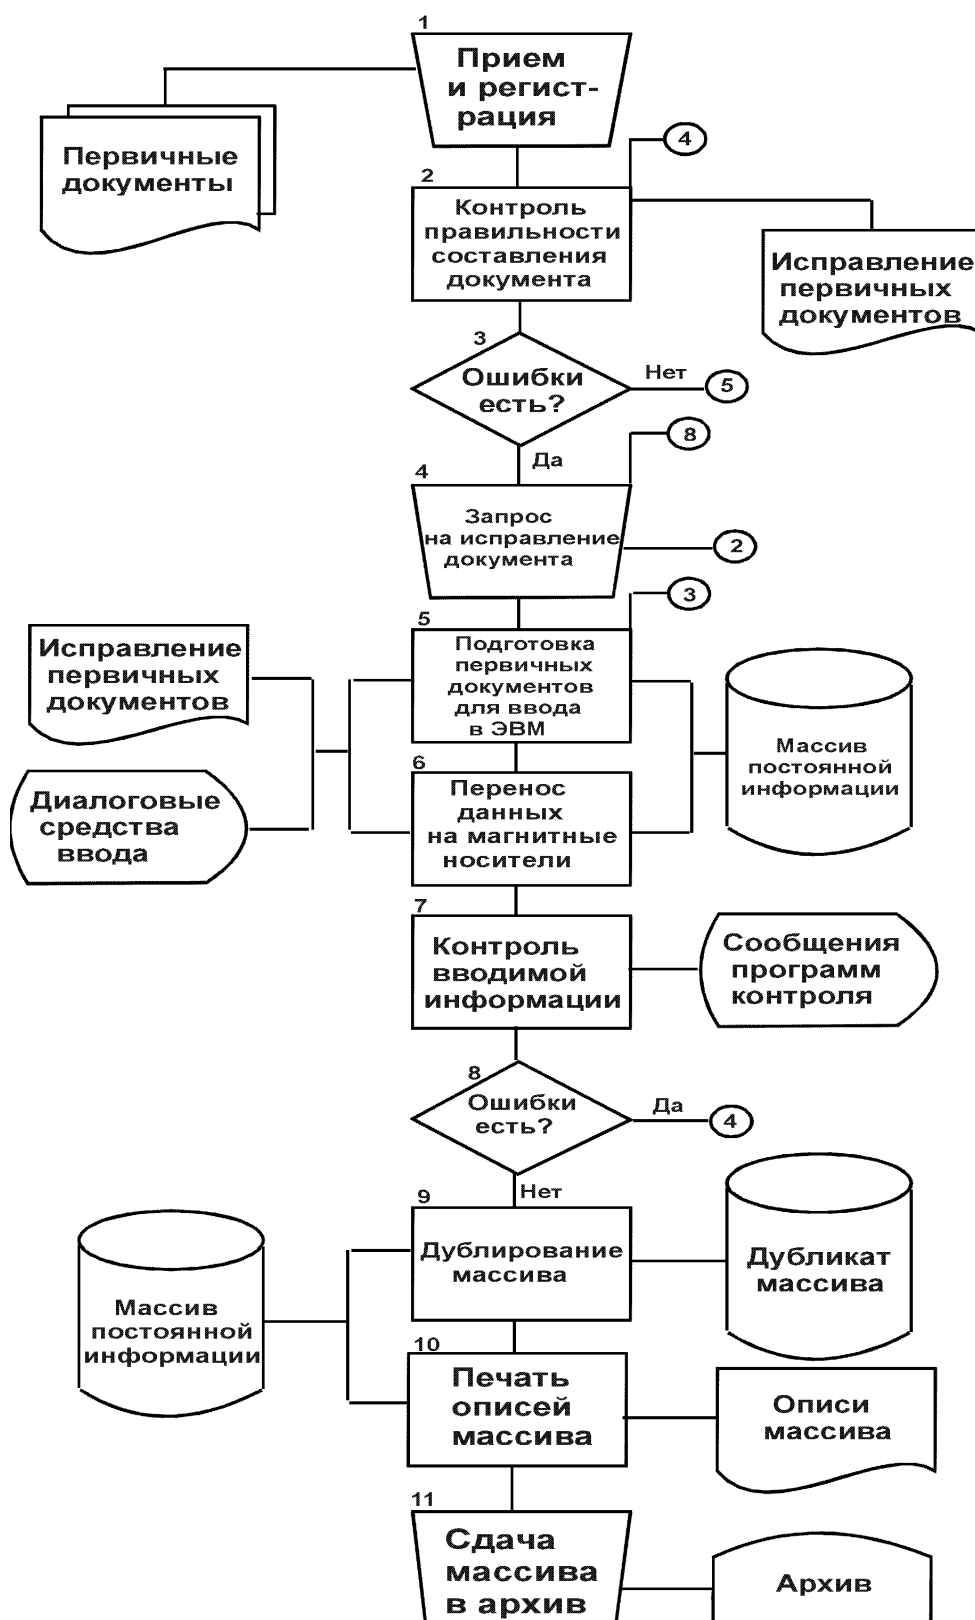 1
Прием
и регист-
рация
Первичные
документы
4
2
Контроль
правильности
составления
документа
Исправление
первичных
документов
3
Ошибки
есть?
Нет
5
8
Да
4
Запрос
на исправление
документа
2
3
5
Подготовка
первичных
документов
для ввода
в ЭВМ
Исправление
первичных
документов
Массив
постоянной
информации
6
Перенос
данных
на магнитные
носители
Диалоговые
средства
ввода
7
Контроль
вводимой
информации
Сообщения
программ
контроля
8
Ошибки
есть?
Да
4
Нет
9
Дублирование
массива
Дубликат
массива
Массив
постоянной
информации
10
Печать
описей
массива
Описи
массива
11
Сдача
массива
в архив
Архив